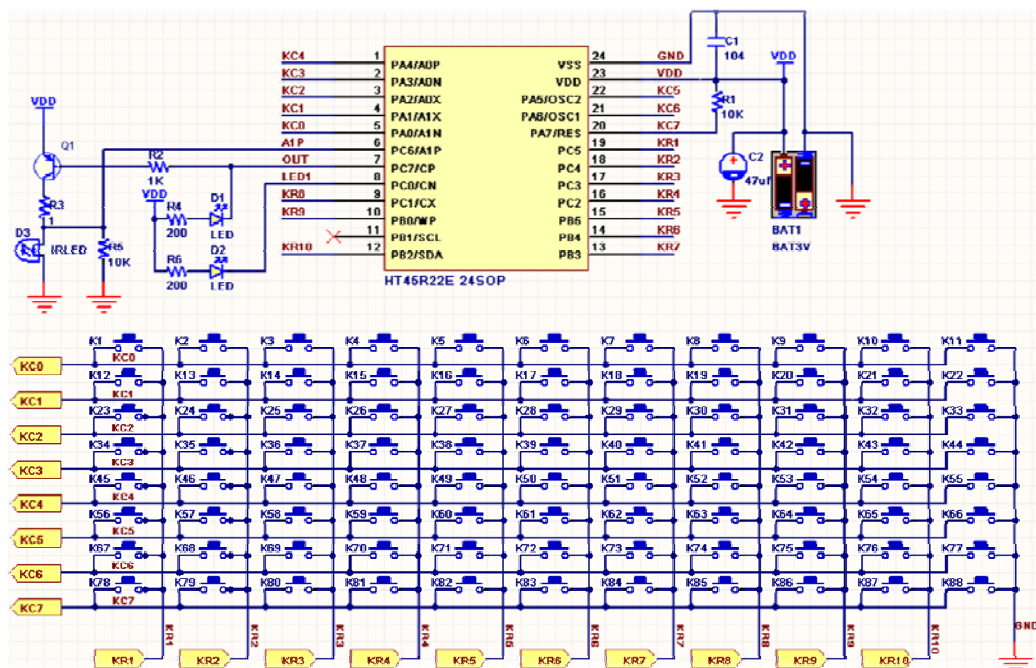 KC4 1 PA4/A0P
KC3 2 PA3/A0N
KC2 3 PA2/A0X
KC1 4 PA1/A1X
KC0 5 PA0/A1N
A1P 6 PC6/A1P
OUT 7 PC7/CP
LED1 8 PC0/CN
KR8 9 PC1/CX
KR9 10 PB0/WP
11 PB1/SCL
KR10 12 PB2/SDA
VSS 24 GND
VDD 23 VDD
PA5/OSC2 22 KC5
PA6/OSC1 21 KC6
PA7/RES 20 KC7
PC5 19 KR1
PC4 18 KR2
PC3 17 KR3
PC2 16 KR4
PB5 15 KR5
PB4 14 KR6
PB3 13 KR7
HT45R22E 24SOP
VDD
Q1
R3
1
D3
IRLED
R5
10K
R2
1K
VDD
R4
200
D1
LED
R6
200
D2
LED
C1
104
VDD
R1
10K
C2
47uF
BAT1
BAT3V
K1 K2 K3 K4 K5 K6 K7 K8 K9 K10 K11
KC0 KC0
K12 K13 K14 K15 K16 K17 K18 K19 K20 K21 K22
KC1 KC1
K23 K24 K25 K26 K27 K28 K29 K30 K31 K32 K33
KC2 KC2
K34 K35 K36 K37 K38 K39 K40 K41 K42 K43 K44
KC3 KC3
K45 K46 K47 K48 K49 K50 K51 K52 K53 K54 K55
KC4 KC4
K56 K57 K58 K59 K60 K61 K62 K63 K64 K65 K66
KC5 KC5
K67 K68 K69 K70 K71 K72 K73 K74 K75 K76 K77
KC6 KC6
K78 K79 K80 K81 K82 K83 K84 K85 K86 K87 K88
KC7 KC7
KR1 KR2 KR3 KR4 KR5 KR6 KR7 KR8 KR9 KR10
GND
KR1 KR2 KR3 KR4 KR5 KR6 KR7 KR8 KR9 KR10